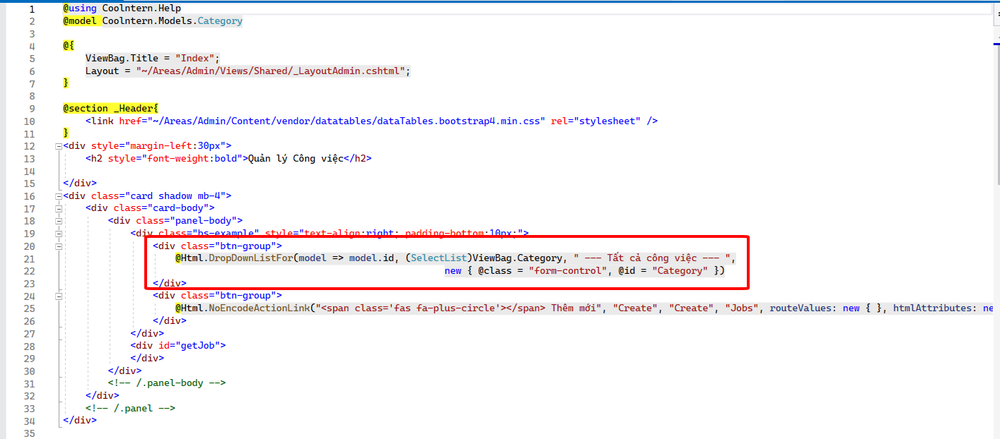 1 @using Coolntern.Help
2 @model Coolntern.Models.Category
3
4 @{
5 ViewBag.Title = "Index";
6 Layout = "~/Areas/Admin/Views/Shared/_LayoutAdmin.cshtml";
7 }
8
9 @section _Header{
10 <link href="~/Areas/Admin/Content/vendor/datatables/dataTables.bootstrap4.min.css" rel="stylesheet" />
11 }
12 <div style="margin-left:30px">
13 <h2 style="font-weight:bold">Quản lý Công việc</h2>
14
15 </div>
16 <div class="card shadow mb-4">
17 <div class="card-body">
18 <div class="panel-body">
19 <div class="bs-example" style="text-align:right; padding-bottom:10px;">
20 <div class="btn-group">
21 @Html.DropDownListFor(model => model.id, (SelectList)ViewBag.Category, " --- Tất cả công việc --- ",
22 new { @class = "form-control", @id = "Category" })
23 </div>
24 <div class="btn-group">
25 @Html.NoEncodeActionLink("<span class='fas fa-plus-circle'></span> Thêm mới", "Create", "Create", "Jobs", routeValues: new { }, htmlAttributes: ne
26 </div>
27 </div>
28 <div id="getJob">
29 </div>
30 </div>
31 <!-- /.panel-body -->
32 </div>
33 <!-- /.panel -->
34 </div>
35